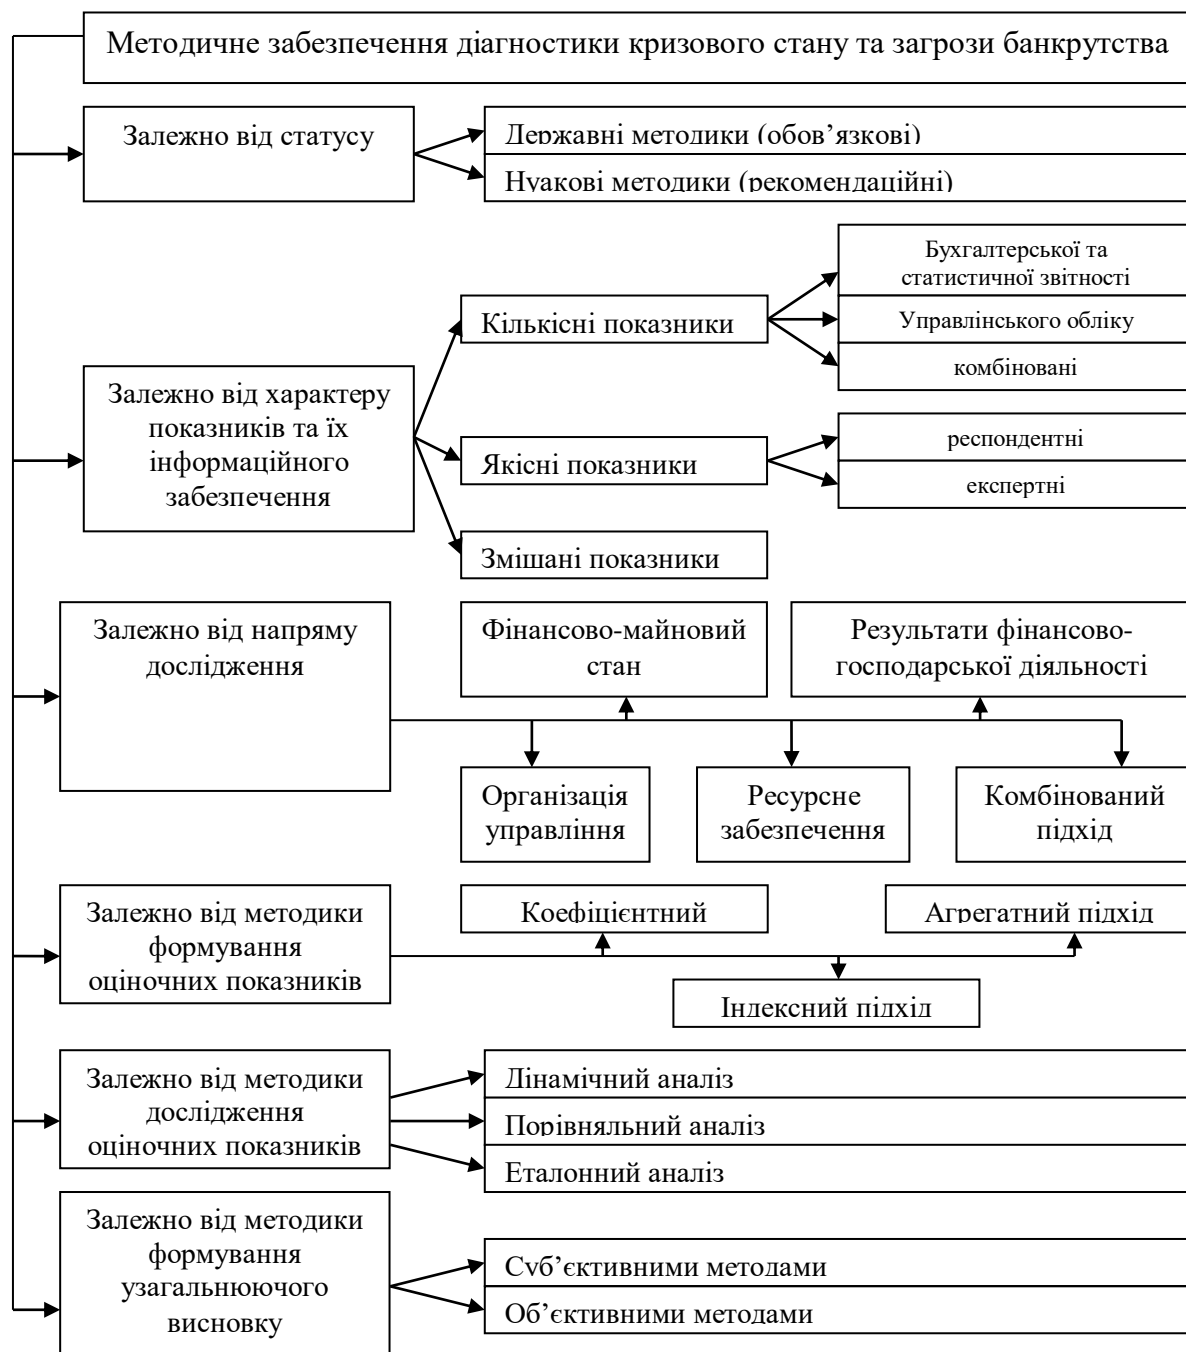 Методичне забезпечення діагностики кризового стану та загрози банкрутства
Залежно від статусу
Державні методики (обов’язкові)
Нуакові методики (рекомендаційні)
Залежно від характеру
показників та їх
інформаційного
забезпечення
Кількісні показники
Бухгалтерської та
статистичної звітності
Управлінського обліку
комбіновані
Якісні показники
респондентні
експертні
Змішані показники
Залежно від напряму
дослідження
Фінансово-майновий
стан
Результати фінансово-
господарської діяльності
Організація
управління
Ресурсне
забезпечення
Комбінований
підхід
Залежно від методики
формування
оціночних показників
Коефіцієнтний
Агрегатний підхід
Індексний підхід
Залежно від методики
дослідження
оціночних показників
Дінамічний аналіз
Порівняльний аналіз
Еталонний аналіз
Залежно від методики
формування
узагальнюючого
висновку
Суб’єктивними методами
Об’єктивними методами